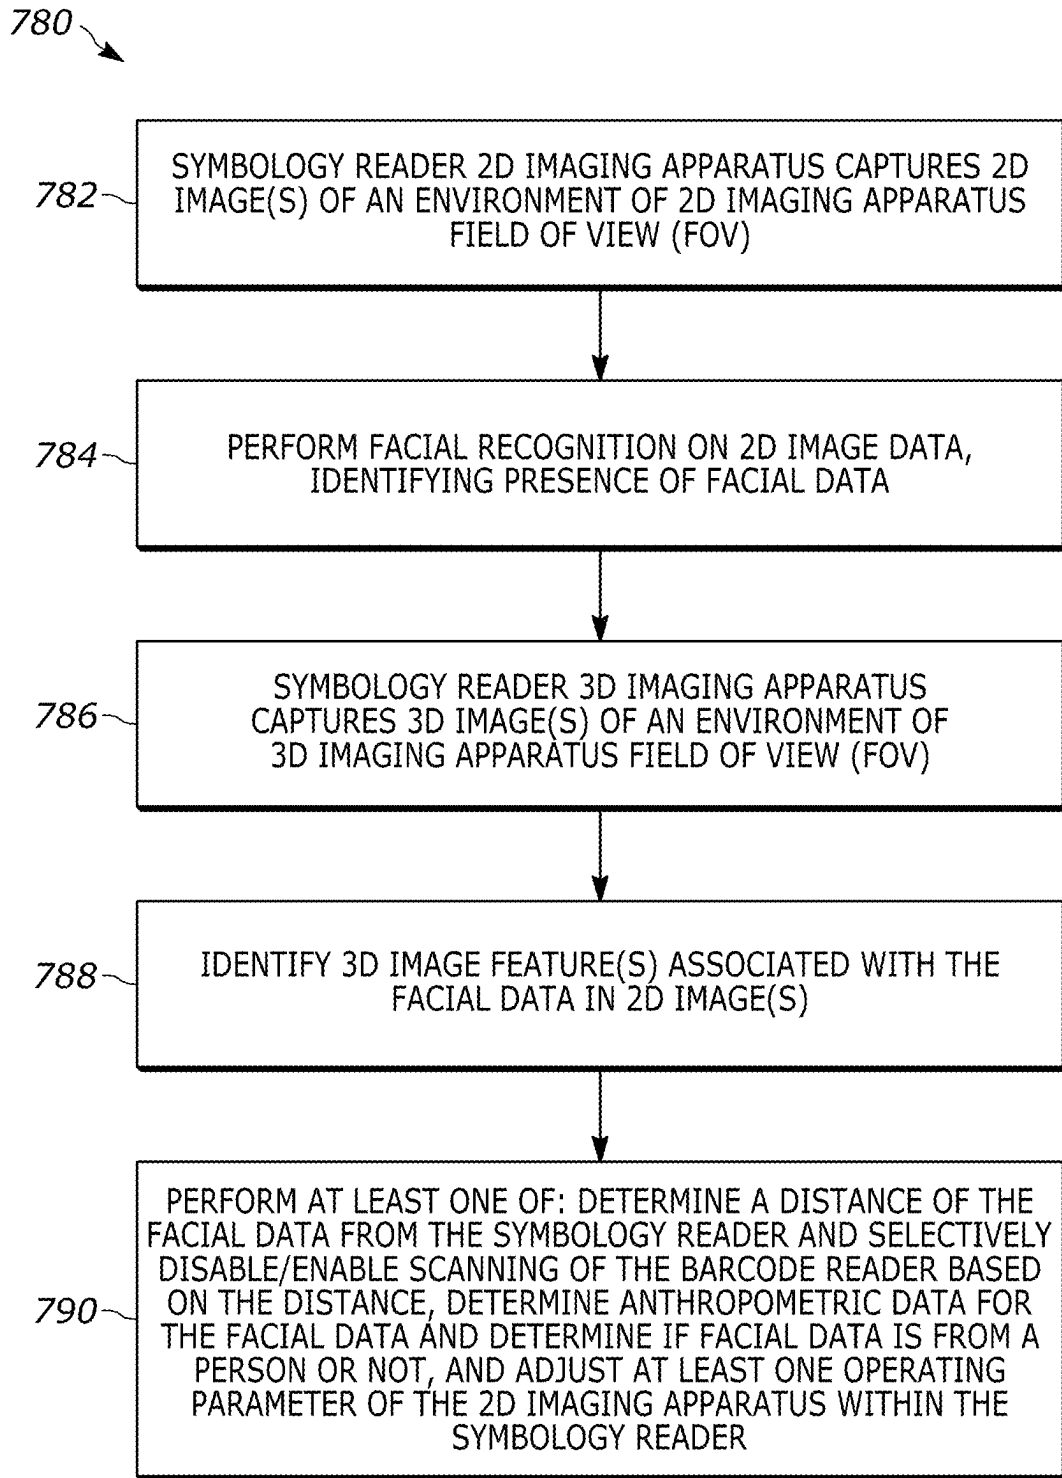 780
782
SYMBOLOGY READER 2D IMAGING APPARATUS CAPTURES 2D
IMAGE(S) OF AN ENVIRONMENT OF 2D IMAGING APPARATUS
FIELD OF VIEW (FOV)
784
PERFORM FACIAL RECOGNITION ON 2D IMAGE DATA,
IDENTIFYING PRESENCE OF FACIAL DATA
786
SYMBOLOGY READER 3D IMAGING APPARATUS
CAPTURES 3D IMAGE(S) OF AN ENVIRONMENT OF
3D IMAGING APPARATUS FIELD OF VIEW (FOV)
788
IDENTIFY 3D IMAGE FEATURE(S) ASSOCIATED WITH THE
FACIAL DATA IN 2D IMAGE(S)
790
PERFORM AT LEAST ONE OF: DETERMINE A DISTANCE OF THE
FACIAL DATA FROM THE SYMBOLOGY READER AND SELECTIVELY
DISABLE/ENABLE SCANNING OF THE BARCODE READER BASED
ON THE DISTANCE, DETERMINE ANTHROPOMETRIC DATA FOR
THE FACIAL DATA AND DETERMINE IF FACIAL DATA IS FROM A
PERSON OR NOT, AND ADJUST AT LEAST ONE OPERATING
PARAMETER OF THE 2D IMAGING APPARATUS WITHIN THE
SYMBOLOGY READER